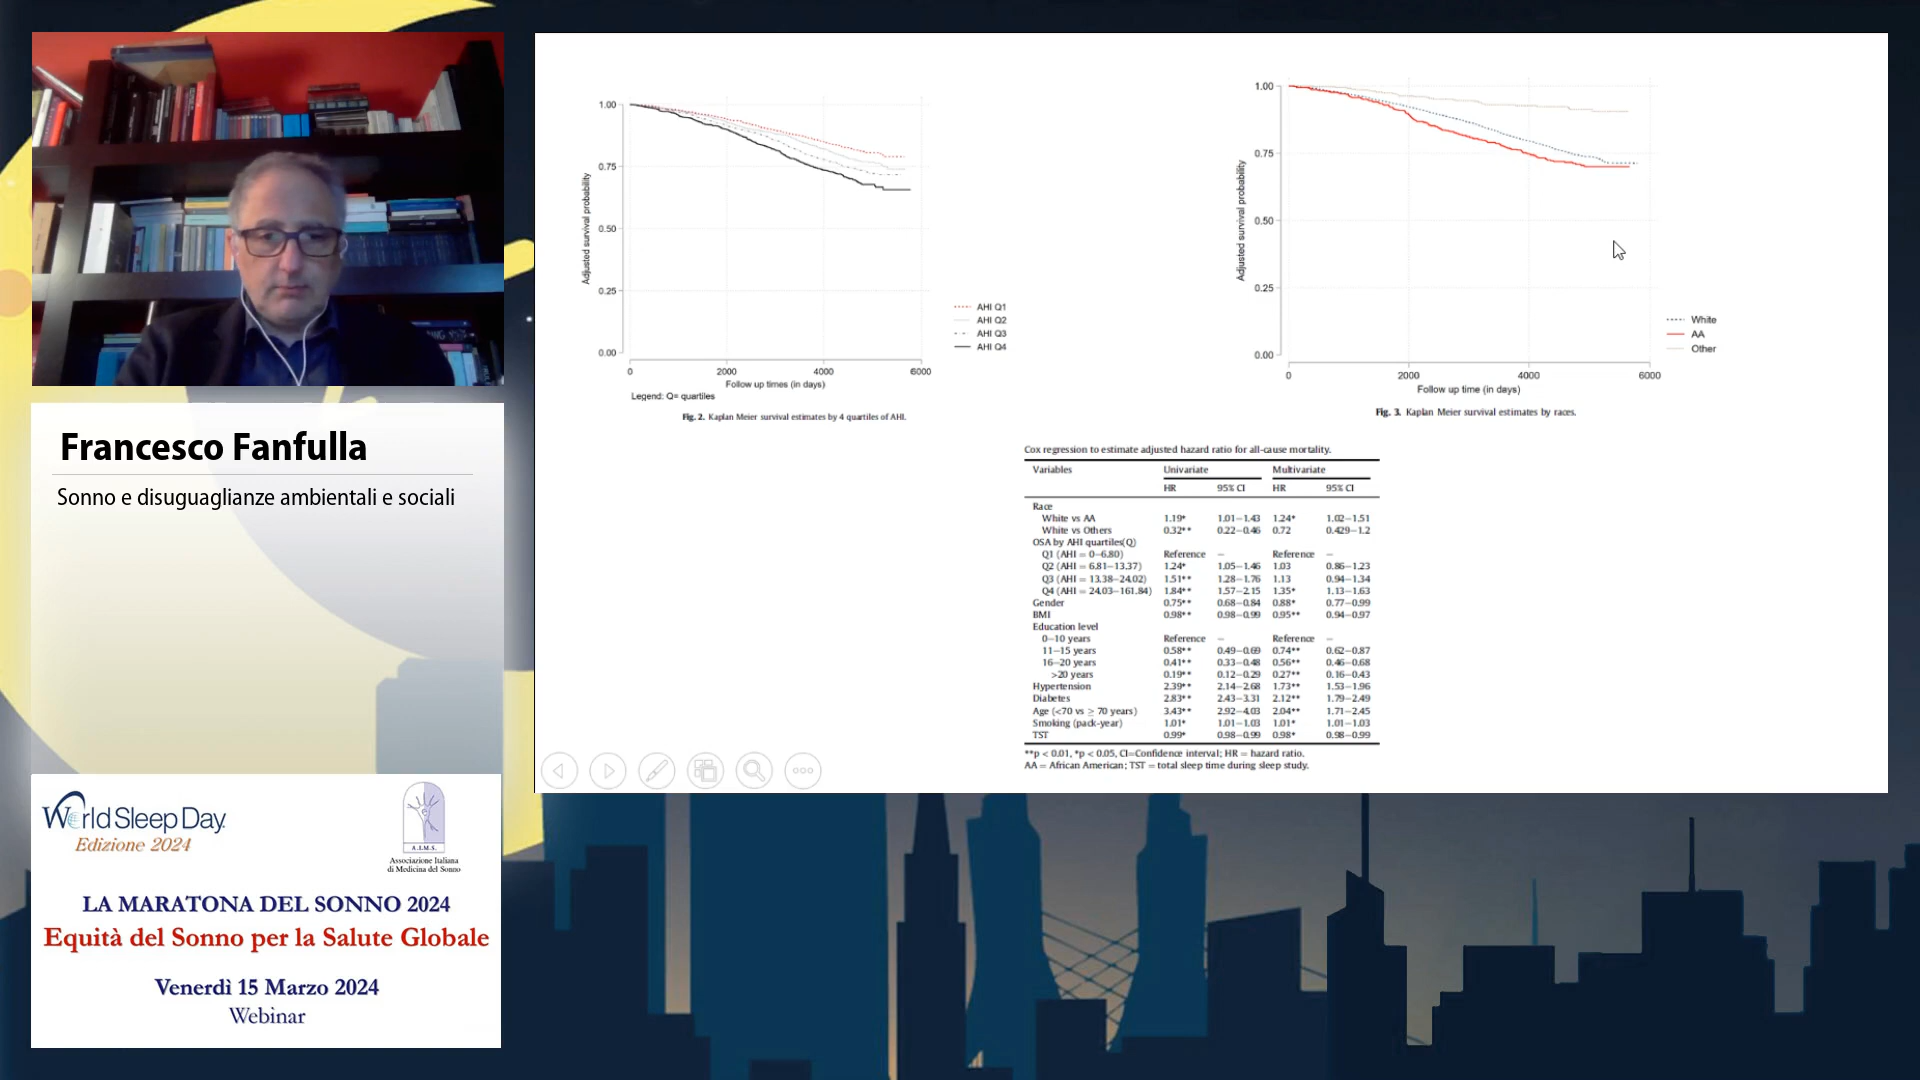 Francesco Fanfulla
Sonno e disuguaglianze ambientali e sociali
World Sleep Day
Edizione 2024
A.I.M.S.
Associazione Italiana
di Medicina del Sonno
LA MARATONA DEL SONNO 2024
Equità del Sonno per la Salute Globale
Venerdì 15 Marzo 2024
Webinar
Adjusted survival probability
1.00
0.75
0.50
0.25
0.00
0 2000 4000 6000
Follow up times (in days)
AHI Q1
AHI Q2
AHI Q3
AHI Q4
Legend: Q= quartiles
Fig. 2. Kaplan Meier survival estimates by 4 quartiles of AHI.
Adjusted survival probability
1.00
0.75
0.50
0.25
0.00
0 2000 4000 6000
Follow up time (in days)
White
AA
Other
Fig. 3. Kaplan Meier survival estimates by races.
Cox regression to estimate adjusted hazard ratio for all-cause mortality.
Variables Univariate Multivariate
HR 95% CI HR 95% CI
Race
White vs AA 1.19* 1.01–1.43 1.24* 1.02–1.51
White vs Others 0.32** 0.22–0.46 0.72 0.429–1.2
OSA by AHI quartiles(Q)
Q1 (AHI = 0–6.80) Reference – Reference –
Q2 (AHI = 6.81–13.37) 1.24* 1.05–1.46 1.03 0.86–1.23
Q3 (AHI = 13.38–24.02) 1.51** 1.28–1.76 1.13 0.94–1.34
Q4 (AHI = 24.03–161.84) 1.84** 1.57–2.15 1.35* 1.13–1.63
Gender 0.75** 0.68–0.84 0.88* 0.77–0.99
BMI 0.98** 0.98–0.99 0.95** 0.94–0.97
Education level
0–10 years Reference – Reference –
11–15 years 0.58** 0.49–0.69 0.74** 0.62–0.87
16–20 years 0.41** 0.33–0.48 0.56** 0.46–0.68
>20 years 0.19** 0.12–0.29 0.27** 0.16–0.43
Hypertension 2.39** 2.14–2.68 1.73** 1.53–1.96
Diabetes 2.83** 2.43–3.31 2.12** 1.79–2.49
Age (<70 vs ≥ 70 years) 3.43** 2.92–4.03 2.04** 1.71–2.45
Smoking (pack-year) 1.01* 1.01–1.03 1.01* 1.01–1.03
TST 0.99* 0.98–0.99 0.98* 0.98–0.99
**p < 0.01, *p < 0.05, CI=Confidence interval; HR = hazard ratio.
AA = African American; TST = total sleep time during sleep study.